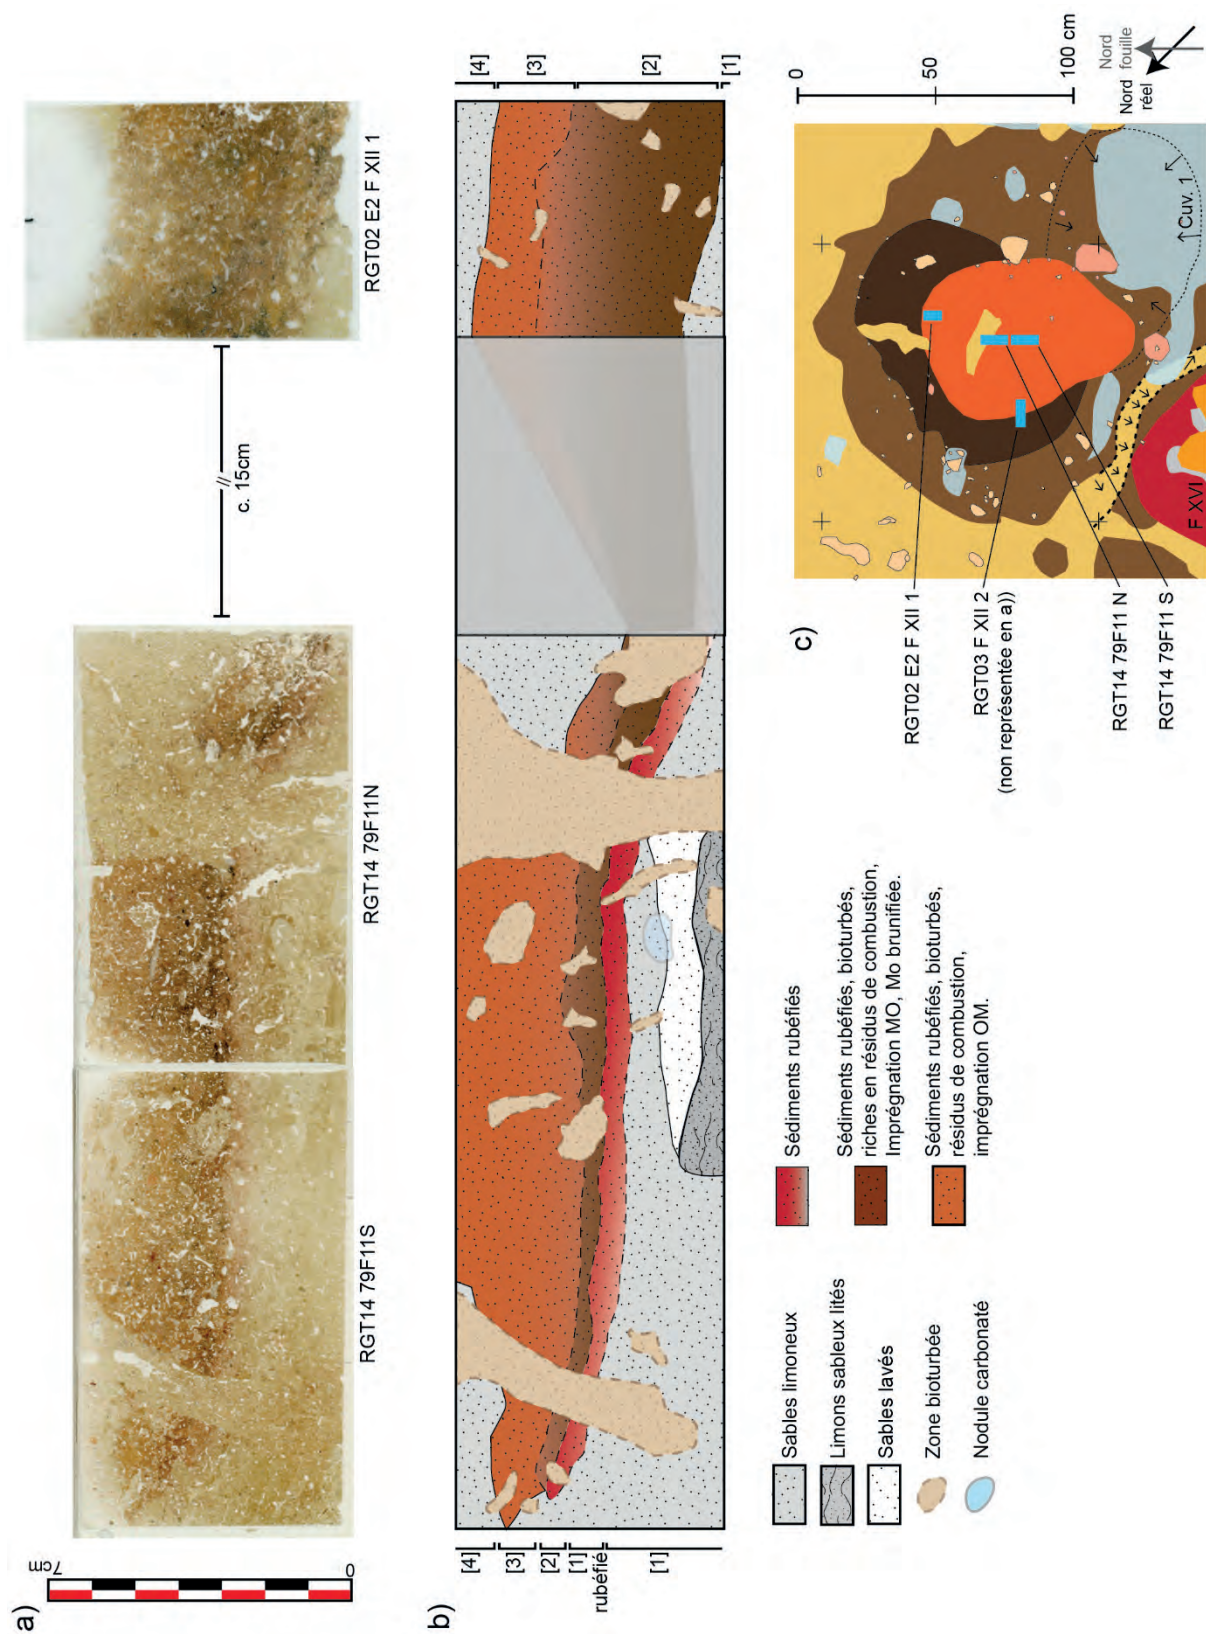 a)
7cm
0
RGT14 79F11S
RGT14 79F11N
c. 15cm
RGT02 E2 F XII 1
b)
[4]
[3]
[2]
[1]
rubéfié
[1]
[4]
[3]
[2]
[1]
Sables limoneux
Limons sableux lités
Sables lavés
Zone bioturbée
Nodule carbonaté
Sédiments rubéfiés
Sédiments rubéfiés, bioturbés,
riches en résidus de combustion,
Imprégnation MO, Mo brunifiée.
Sédiments rubéfiés, bioturbés,
résidus de combustion,
imprégnation OM.
c)
RGT02 E2 F XII 1
RGT03 F XII 2
(non représentée en a))
RGT14 79F11 N
RGT14 79F11 S
F XVI
Cuv. 1
0
50
100 cm
Nord
réel
Nord
fouille